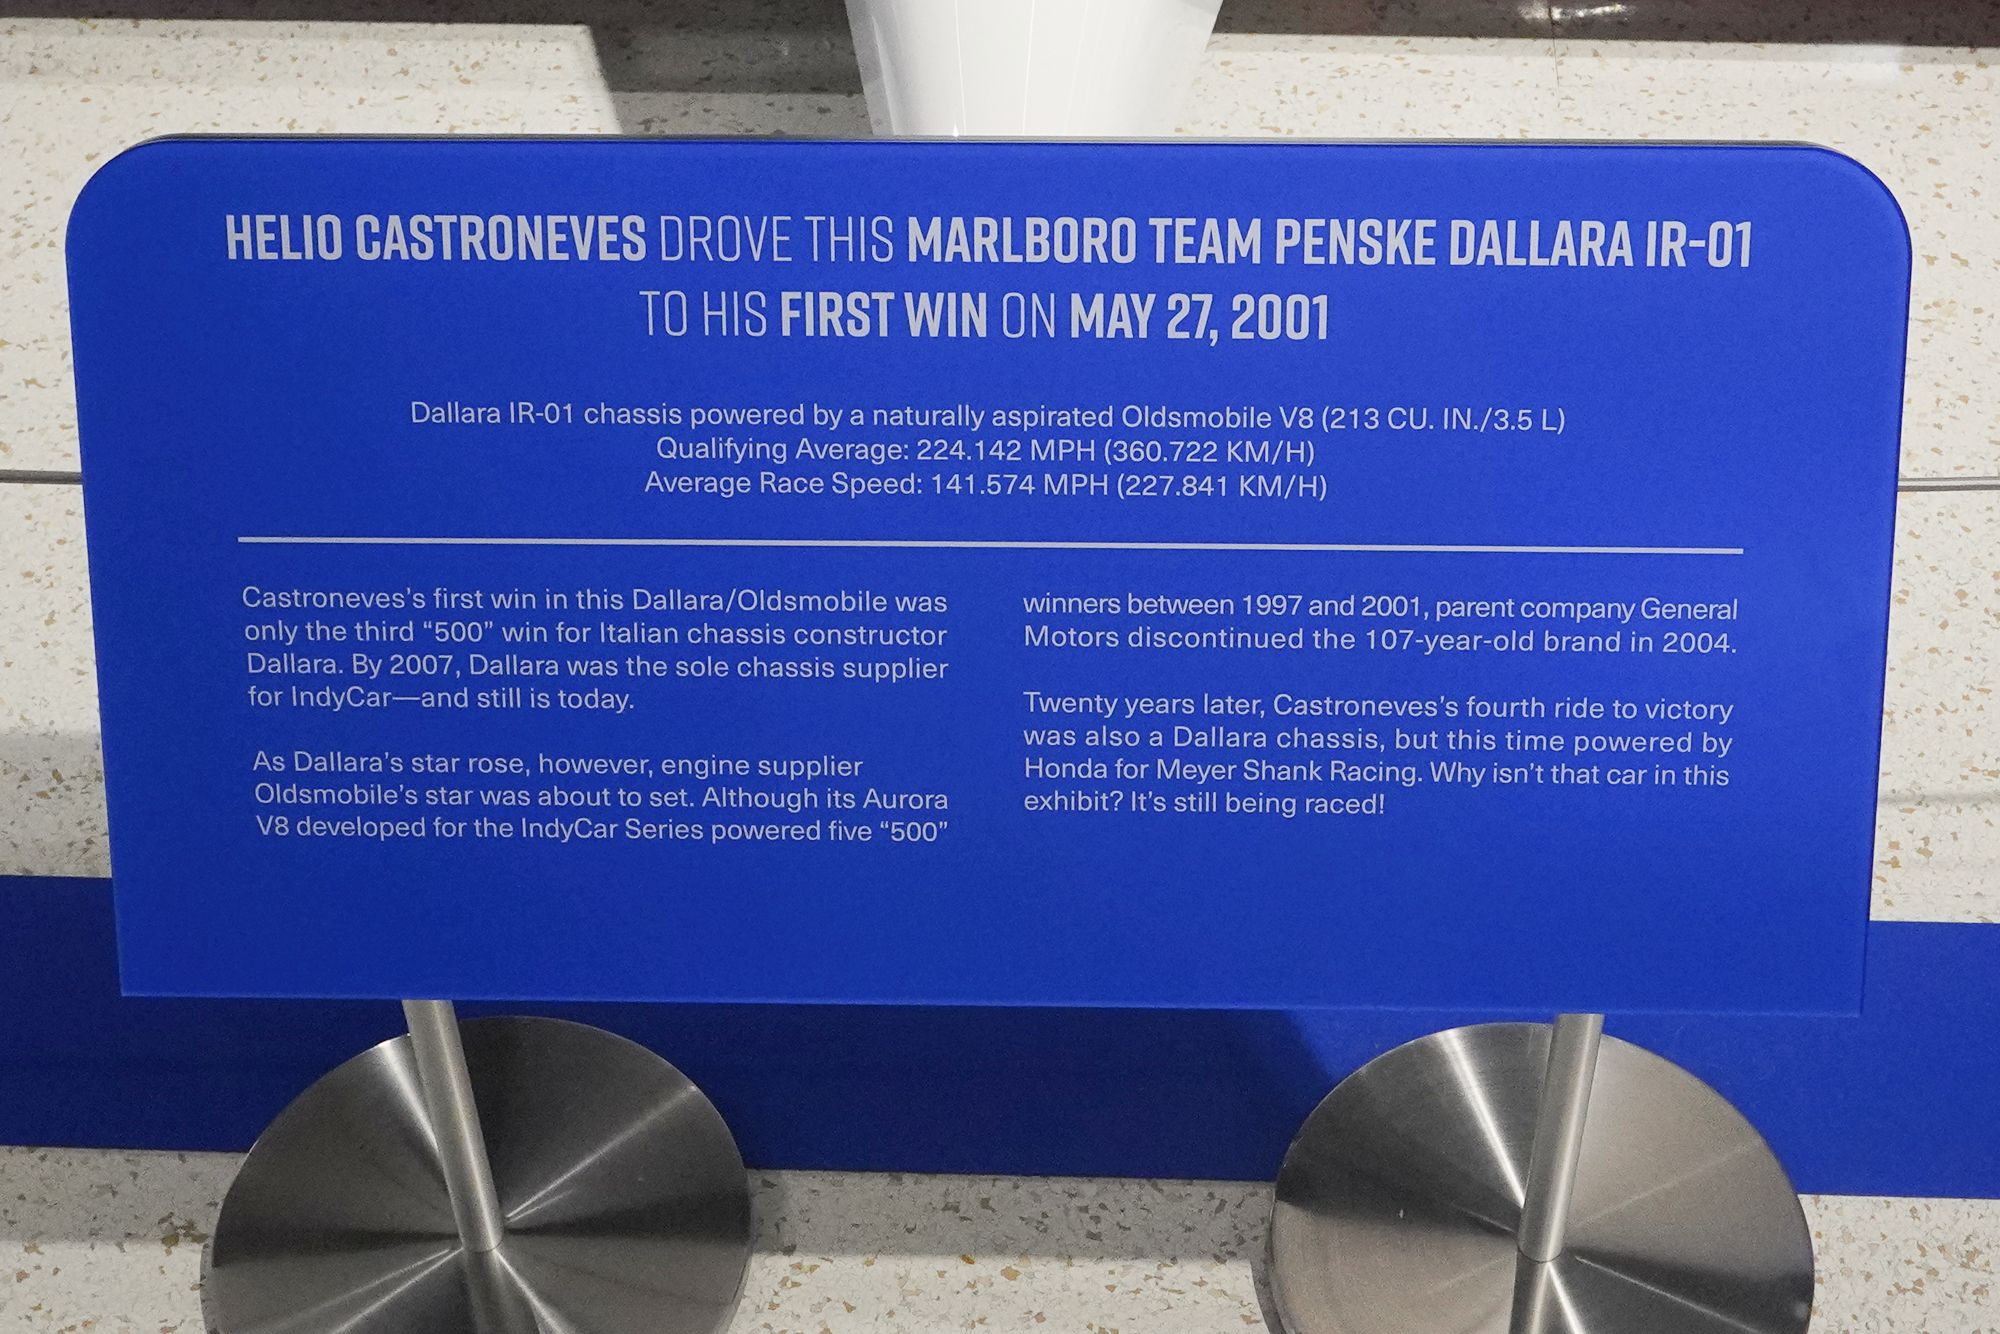 HELIO CASTRONEVES DROVE THIS MARLBORO TEAM PENSKE DALLARA IR-01
TO HIS FIRST WIN ON MAY 27, 2001
Dallara IR-01 chassis powered by a naturally aspirated Oldsmobile V8 (213 CU. IN./3.5 L)
Qualifying Average: 224.142 MPH (360.722 KM/H)
Average Race Speed: 141.574 MPH (227.841 KM/H)
Castroneves’s first win in this Dallara/Oldsmobile was
only the third “500” win for Italian chassis constructor
Dallara. By 2007, Dallara was the sole chassis supplier
for IndyCar—and still is today.
As Dallara’s star rose, however, engine supplier
Oldsmobile’s star was about to set. Although its Aurora
V8 developed for the IndyCar Series powered five “500”
winners between 1997 and 2001, parent company General
Motors discontinued the 107-year-old brand in 2004.
Twenty years later, Castroneves’s fourth ride to victory
was also a Dallara chassis, but this time powered by
Honda for Meyer Shank Racing. Why isn’t that car in this
exhibit? It’s still being raced!